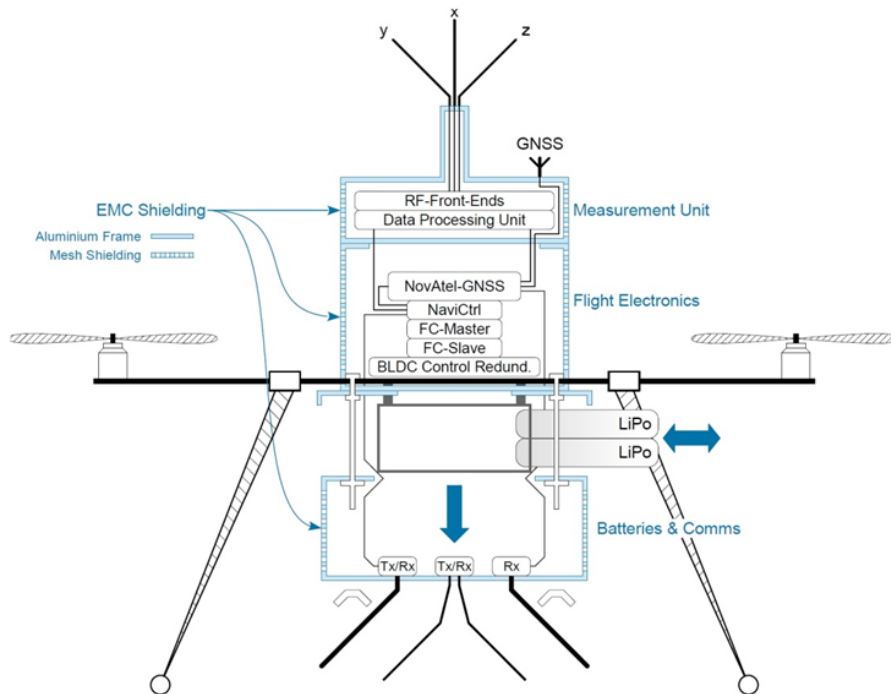 x
y
z
GNSS
EMC Shielding
RF-Front-Ends
Measurement Unit
Data Processing Unit
Aluminium Frame
Mesh Shielding
NovAtel-GNSS
Flight Electronics
NaviCtrl
FC-Master
FC-Slave
BLDC Control Redund.
LiPo
LiPo
Batteries & Comms
Tx/Rx
Tx/Rx
Rx